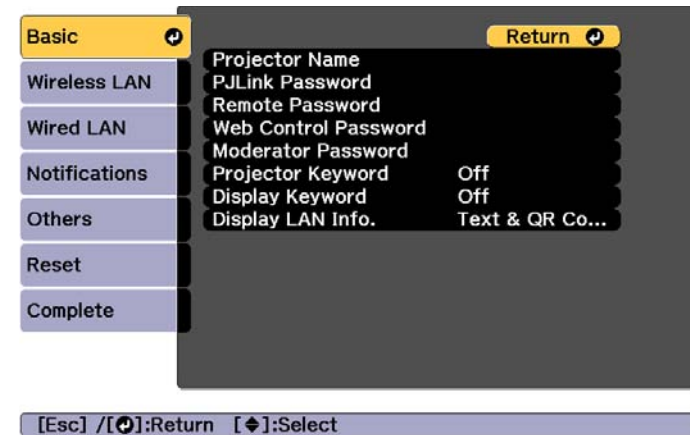 Basic
Wireless LAN
Wired LAN
Notifications
Others
Reset
Complete
Return
Projector Name
PJLink Password
Remote Password
Web Control Password
Moderator Password
Projector Keyword Off
Display Keyword Off
Display LAN Info. Text & QR Co...
[Esc] /[↵]:Return [◆]:Select